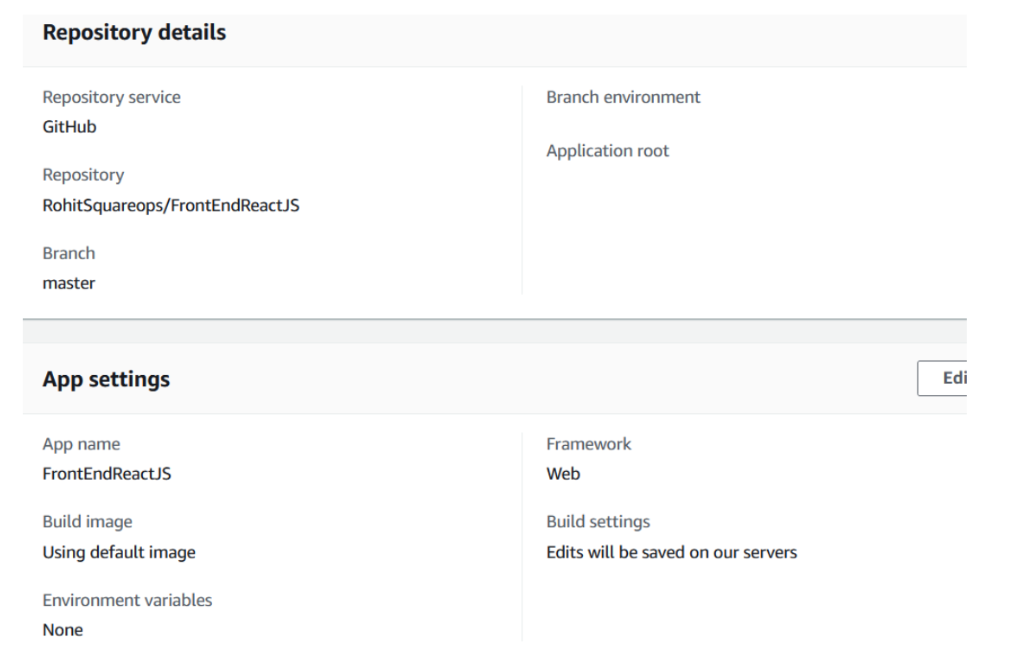 Repository details
Repository service
GitHub
Repository
RohitSquareops/FrontEndReactJS
Branch
master
Branch environment
Application root
App settings
Edi
App name
FrontEndReactJS
Build image
Using default image
Environment variables
None
Framework
Web
Build settings
Edits will be saved on our servers